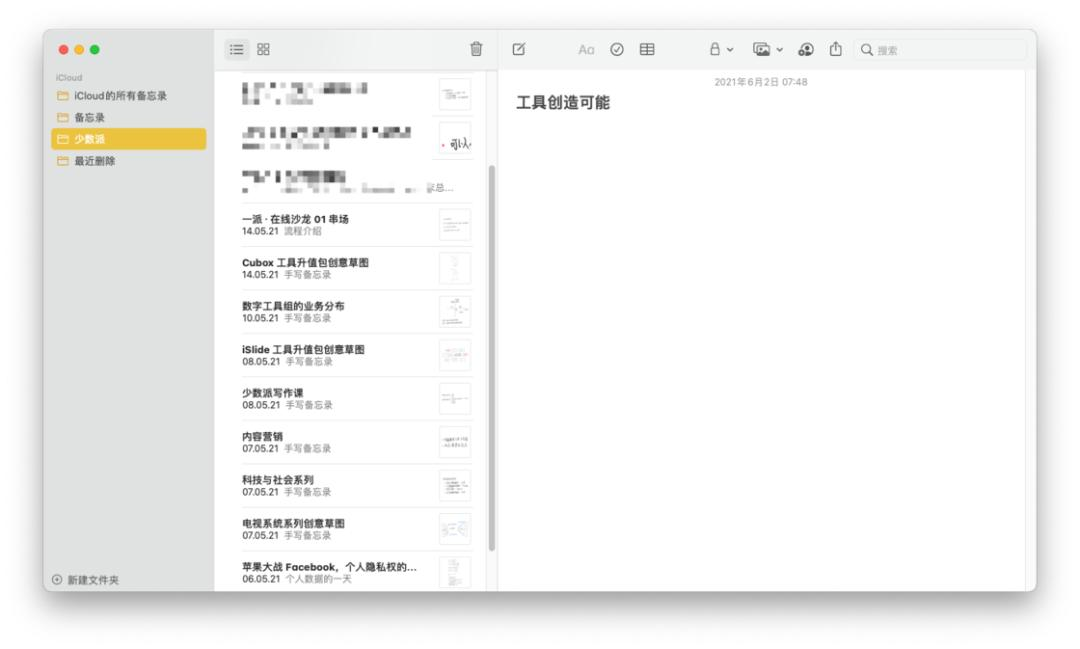 iCloud
iCloud的所有备忘录
备忘录
少数派
最近删除
新建文件夹
总...
一派 · 在线沙龙 01 串场
14.05.21 流程介绍
Cubox 工具升值包创意草图
14.05.21 手写备忘录
数字工具组的业务分布
10.05.21 手写备忘录
iSlide 工具升值包创意草图
08.05.21 手写备忘录
少数派写作课
08.05.21 手写备忘录
内容营销
07.05.21 手写备忘录
科技与社会系列
07.05.21 手写备忘录
电视系统系列创意草图
07.05.21 手写备忘录
苹果大战 Facebook，个人隐私权的...
06.05.21 个人数据的一天
Aa
搜索
2021年6月2日 07:48
工具创造可能